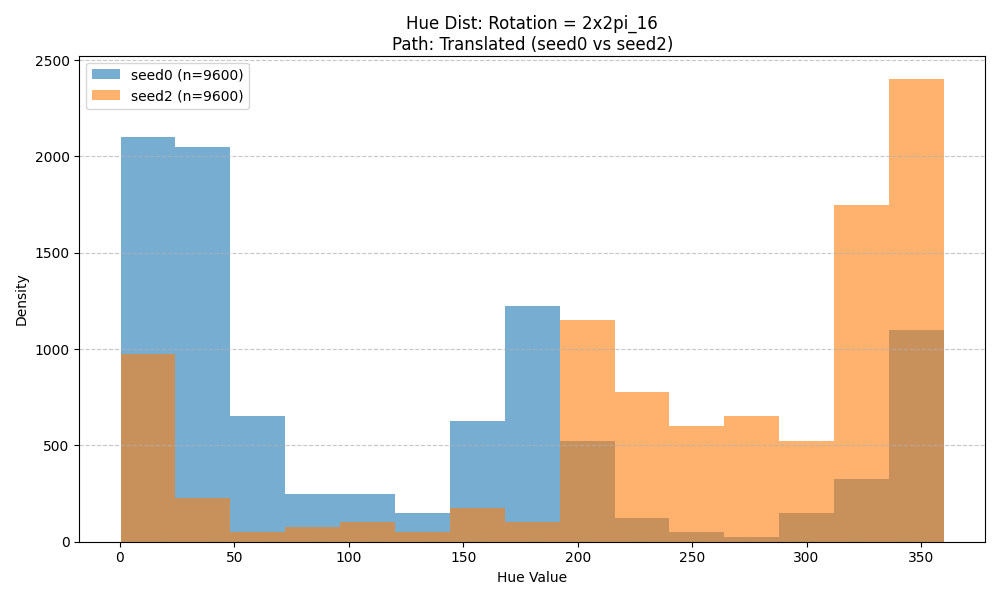 Hue Dist: Rotation = 2x2pi_16
Path: Translated (seed0 vs seed2)
seed0 (n=9600)
seed2 (n=9600)
Density
2500
2000
1500
1000
500
0
0 50 100 150 200 250 300 350
Hue Value